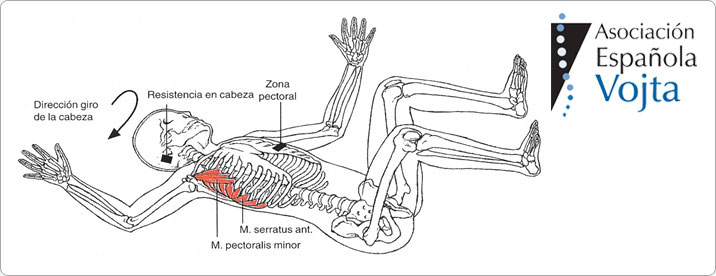 Dirección giro
de la cabeza
Resistencia en cabeza
Zona
pectoral
M. serratus ant.
M. pectoralis minor
Asociación
Española
Vojta